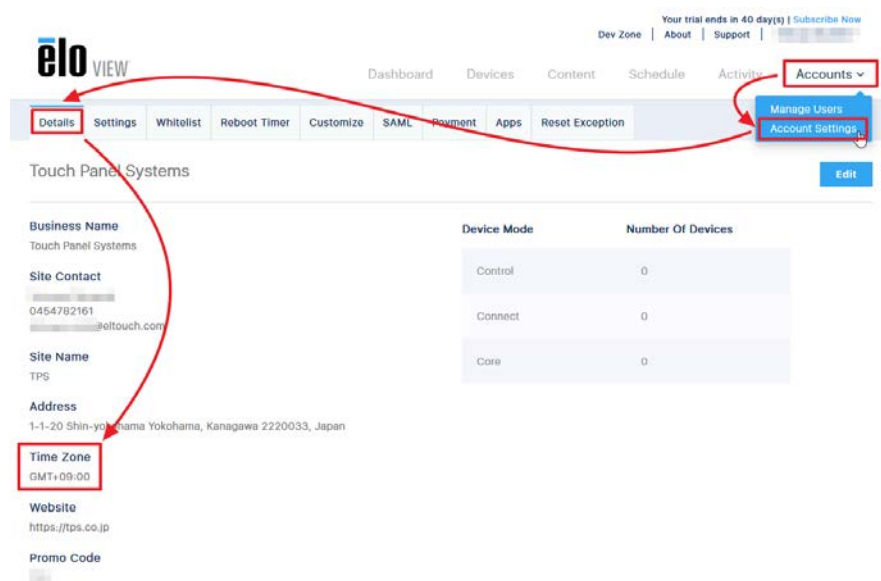 Your trial ends in 40 day(s) | Subscribe Now
Dev Zone | About | Support |
elo VIEW
Dashboard Devices Content Schedule Activity Accounts
Manage Users
Account Settings
Details Settings Whitelist Reboot Timer Customize SAML Payment Apps Reset Exception
Touch Panel Systems
Edit
Business Name
Touch Panel Systems
Site Contact
0454782161
@eltouch.com
Site Name
TPS
Address
1-1-20 Shin-yokohama Yokohama, Kanagawa 2220033, Japan
Time Zone
GMT+09:00
Website
https://tps.co.jp
Promo Code
Device Mode Number Of Devices
Control 0
Connect 0
Core 0